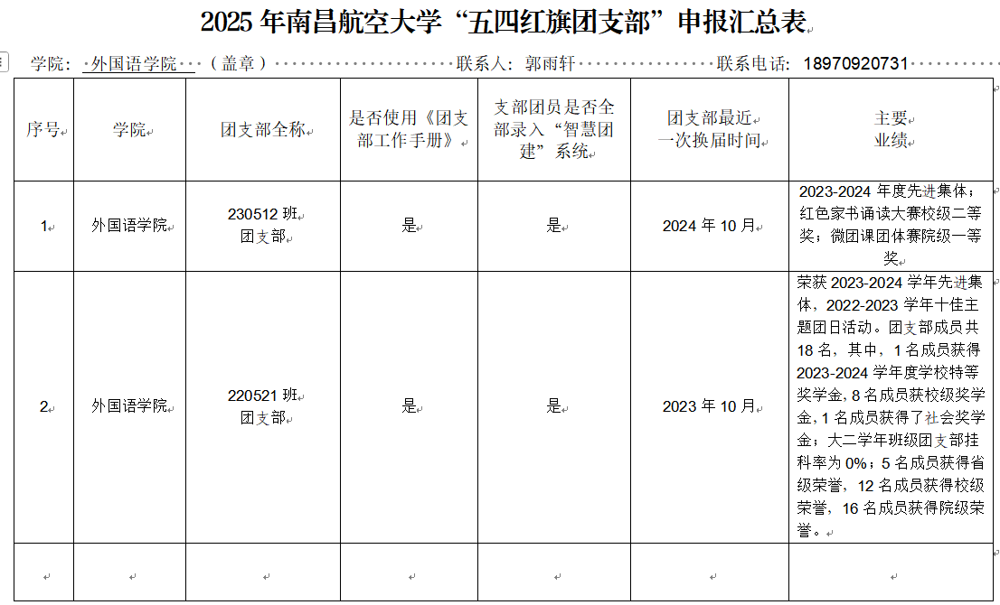 2025 年南昌航空大学“五四红旗团支部”申报汇总表
学院： 外国语学院 （盖章） 联系人：郭雨轩 联系电话：18970920731
序号
学院
团支部全称
是否使用《团支
部工作手册》
支部团员是否全
部录入“智慧团
建”系统
团支部最近
一次换届时间
主要
业绩
1
外国语学院
230512 班
团支部
是
是
2024 年 10 月
2023-2024 年度先进集体；
红色家书诵读大赛校级二等
奖；微团课团体赛院级一等
奖
2
外国语学院
220521 班
团支部
是
是
2023 年 10 月
荣获 2023-2024 学年先进集
体，2022-2023 学年十佳主
题团日活动。团支部成员共
18 名，其中，1 名成员获得
2023-2024 学年度学校特等
奖学金，8 名成员获校级奖学
金，1 名成员获得了社会奖学
金；大二学年班级团支部挂
科率为 0%；5 名成员获得省
级荣誉，12 名成员获得校级
荣誉，16 名成员获得院级荣
誉。